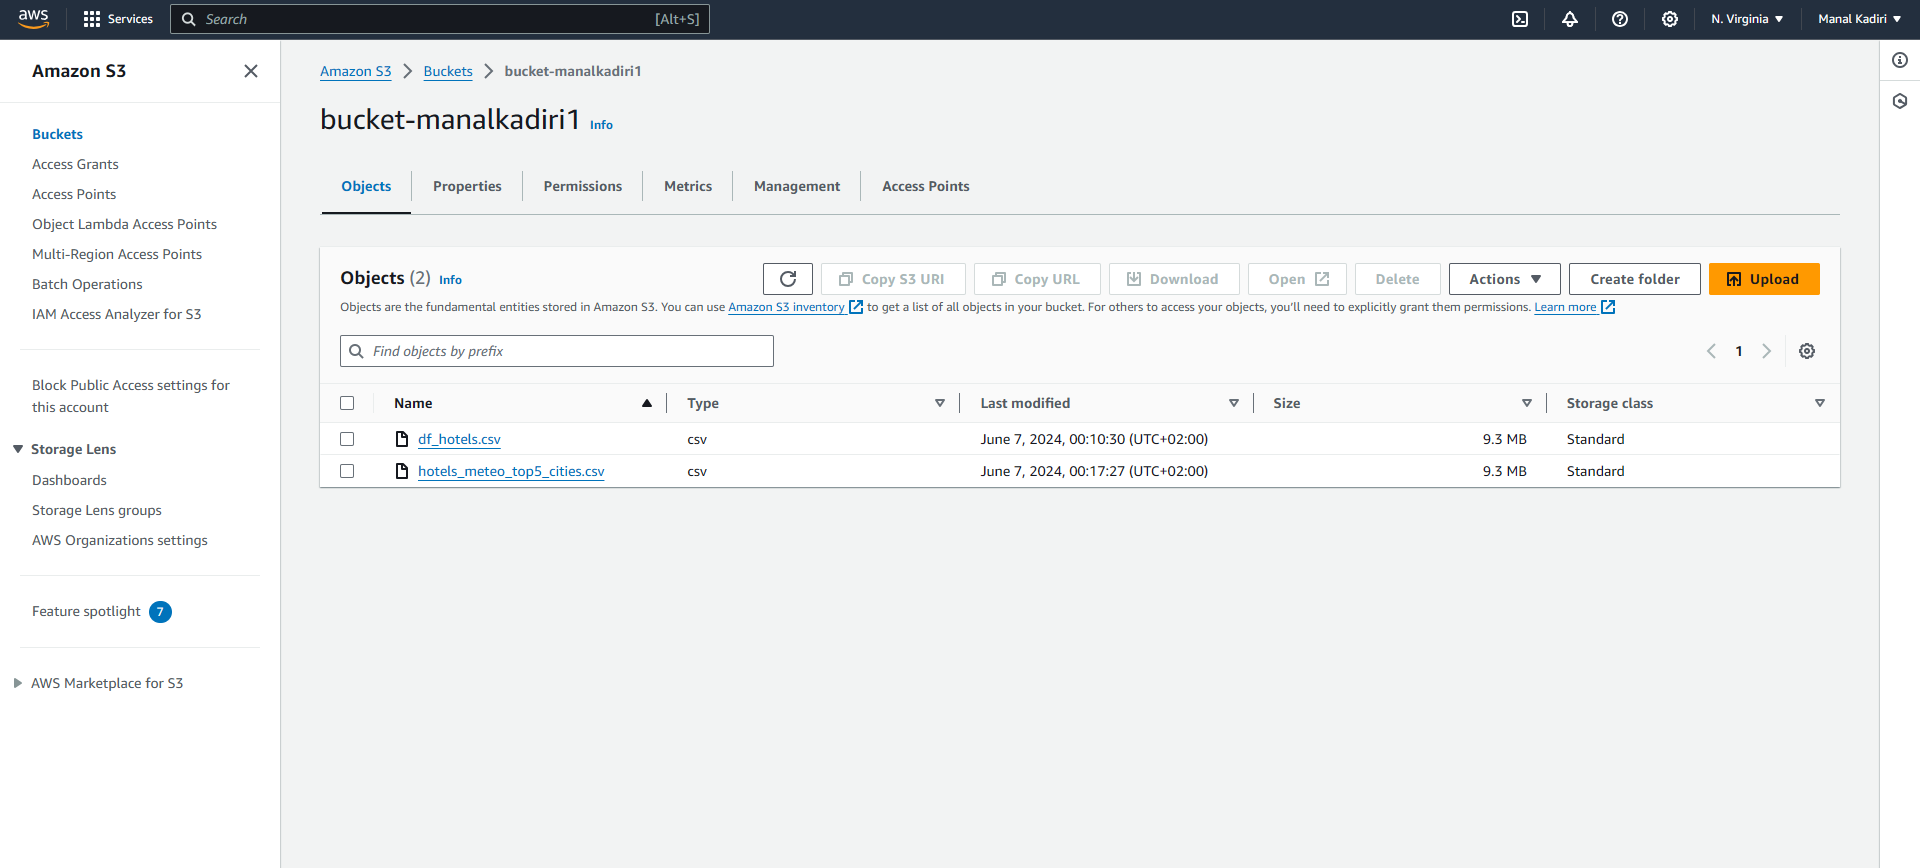 aws Services Search [Alt+S] N. Virginia Manal Kadiri
Amazon S3
Buckets
Access Grants
Access Points
Object Lambda Access Points
Multi-Region Access Points
Batch Operations
IAM Access Analyzer for S3
Block Public Access settings for
this account
Storage Lens
Dashboards
Storage Lens groups
AWS Organizations settings
Feature spotlight 7
AWS Marketplace for S3
Amazon S3 Buckets bucket-manalkadiri1
bucket-manalkadiri1 Info
Objects Properties Permissions Metrics Management Access Points
Objects (2) Info Copy S3 URI Copy URL Download Open Delete Actions Create folder Upload
Objects are the fundamental entities stored in Amazon S3. You can use Amazon S3 inventory to get a list of all objects in your bucket. For others to access your objects, you'll need to explicitly grant them permissions. Learn more
Find objects by prefix 1
Name Type Last modified Size Storage class
df_hotels.csv csv June 7, 2024, 00:10:30 (UTC+02:00) 9.3 MB Standard
hotels_meteo_top5_cities.csv csv June 7, 2024, 00:17:27 (UTC+02:00) 9.3 MB Standard